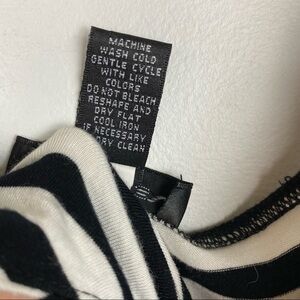 MACHINE
WASH COLD
GENTLE CYCLE
WITH LIKE
COLORS
DO NOT BLEACH
RESHAPE AND
DRY FLAT
COOL IRON
IF NECESSARY
DRY CLEAN